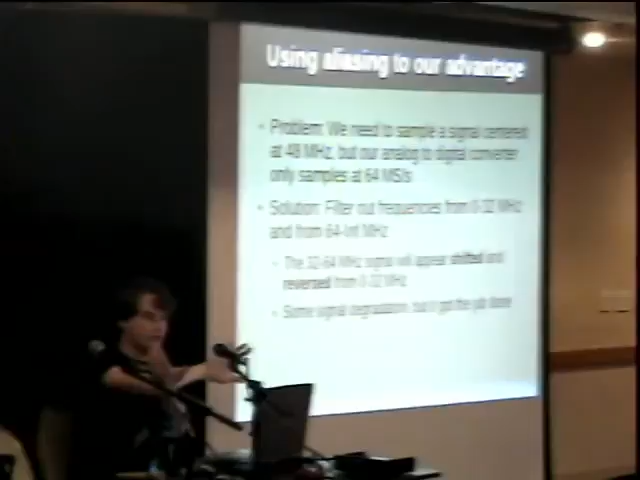 Using aliasing to our advantage
• Problem: We need to sample a signal centered
at 48 MHz, but our analog to digital converter
only samples at 64 MS/s
• Solution: Filter out frequencies from 0-32 MHz
and from 64-inf MHz
• The 32-64 MHz signal will appear shifted and
reversed from 0-32 MHz
• Some signal degradation, but it gets the job done